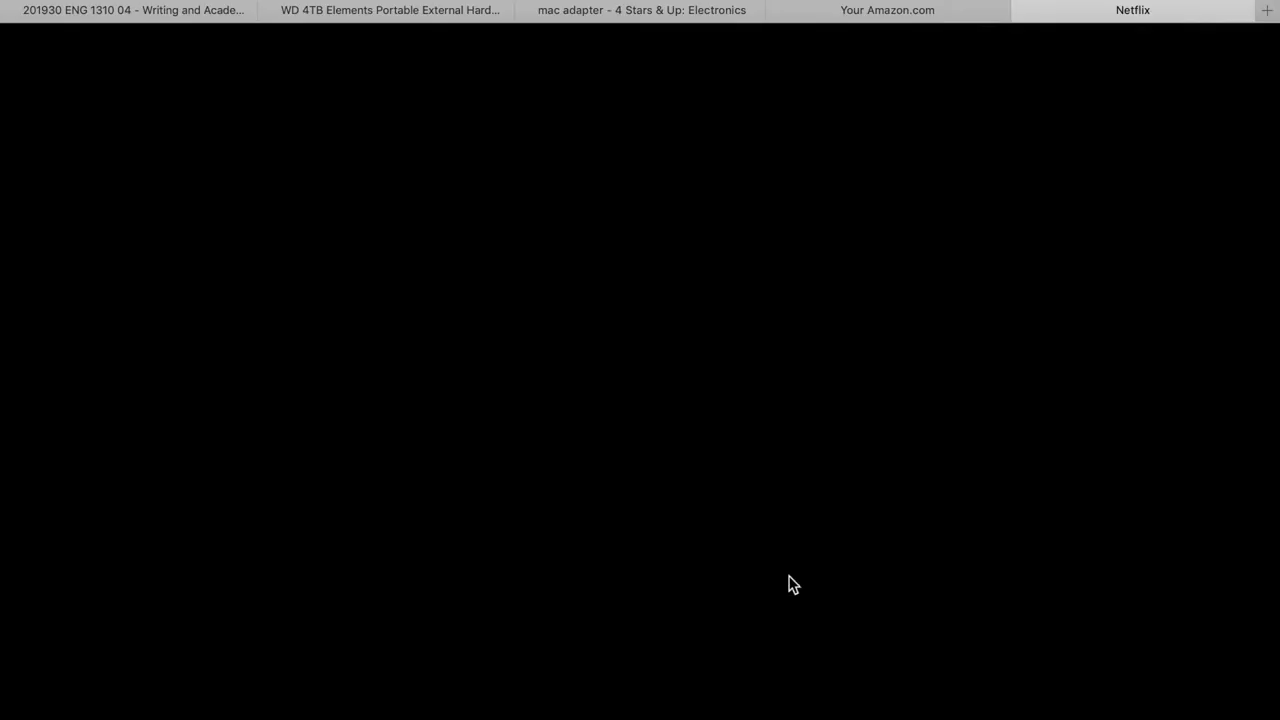 201930 ENG 1310 04 - Writing and Acade...
WD 4TB Elements Portable External Hard...
mac adapter - 4 Stars & Up: Electronics
Your Amazon.com
Netflix